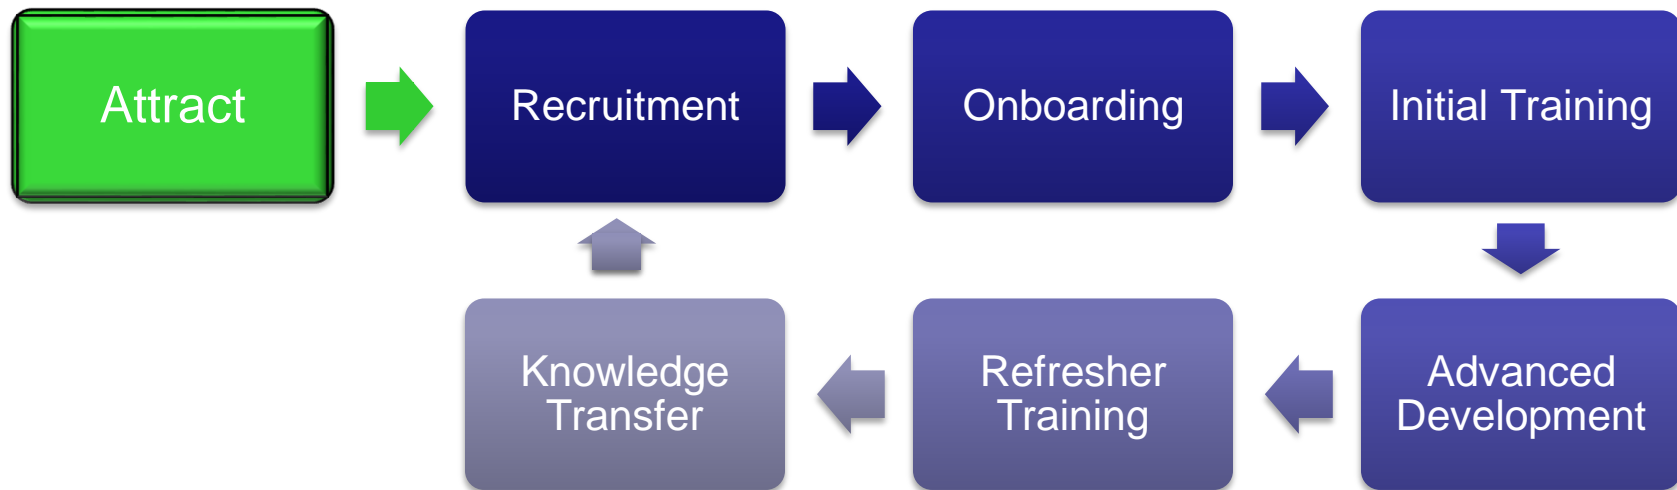 Attract
Recruitment
Onboarding
Initial Training
Advanced
Development
Refresher
Training
Knowledge
Transfer